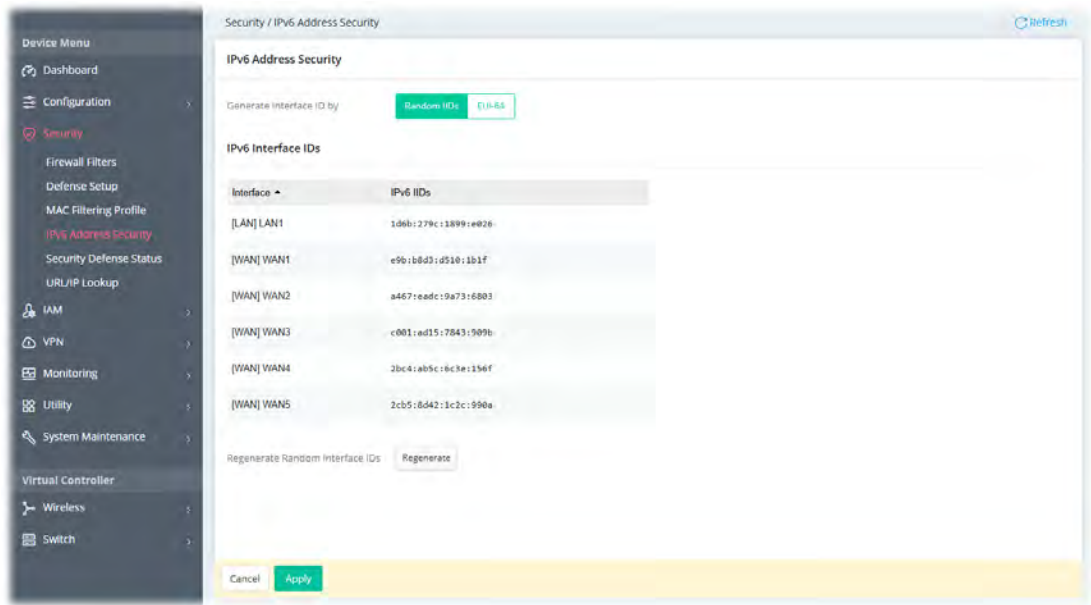 Security / IPv6 Address Security
Refresh
Device Menu
Dashboard
Configuration
Security
Firewall Filters
Defense Setup
MAC Filtering Profile
IPv6 Address Security
Security Defense Status
URL/IP Lookup
IAM
VPN
Monitoring
Utility
System Maintenance
Virtual Controller
Wireless
Switch
IPv6 Address Security
Generate Interface ID by
Random IIDs
EUI-64
IPv6 Interface IDs
Interface
IPv6 IIDs
[LAN] LAN1
1d6b:279c:1899:e026
[WAN] WAN1
e9b:b8d3:d510:1b1f
[WAN] WAN2
a467:eadc:9a73:6803
[WAN] WAN3
c001:ad15:7843:909b
[WAN] WAN4
2bc4:ab5c:6c3e:156f
[WAN] WAN5
2cb5:8d42:1c2c:990a
Regenerate Random Interface IDs
Regenerate
Cancel
Apply